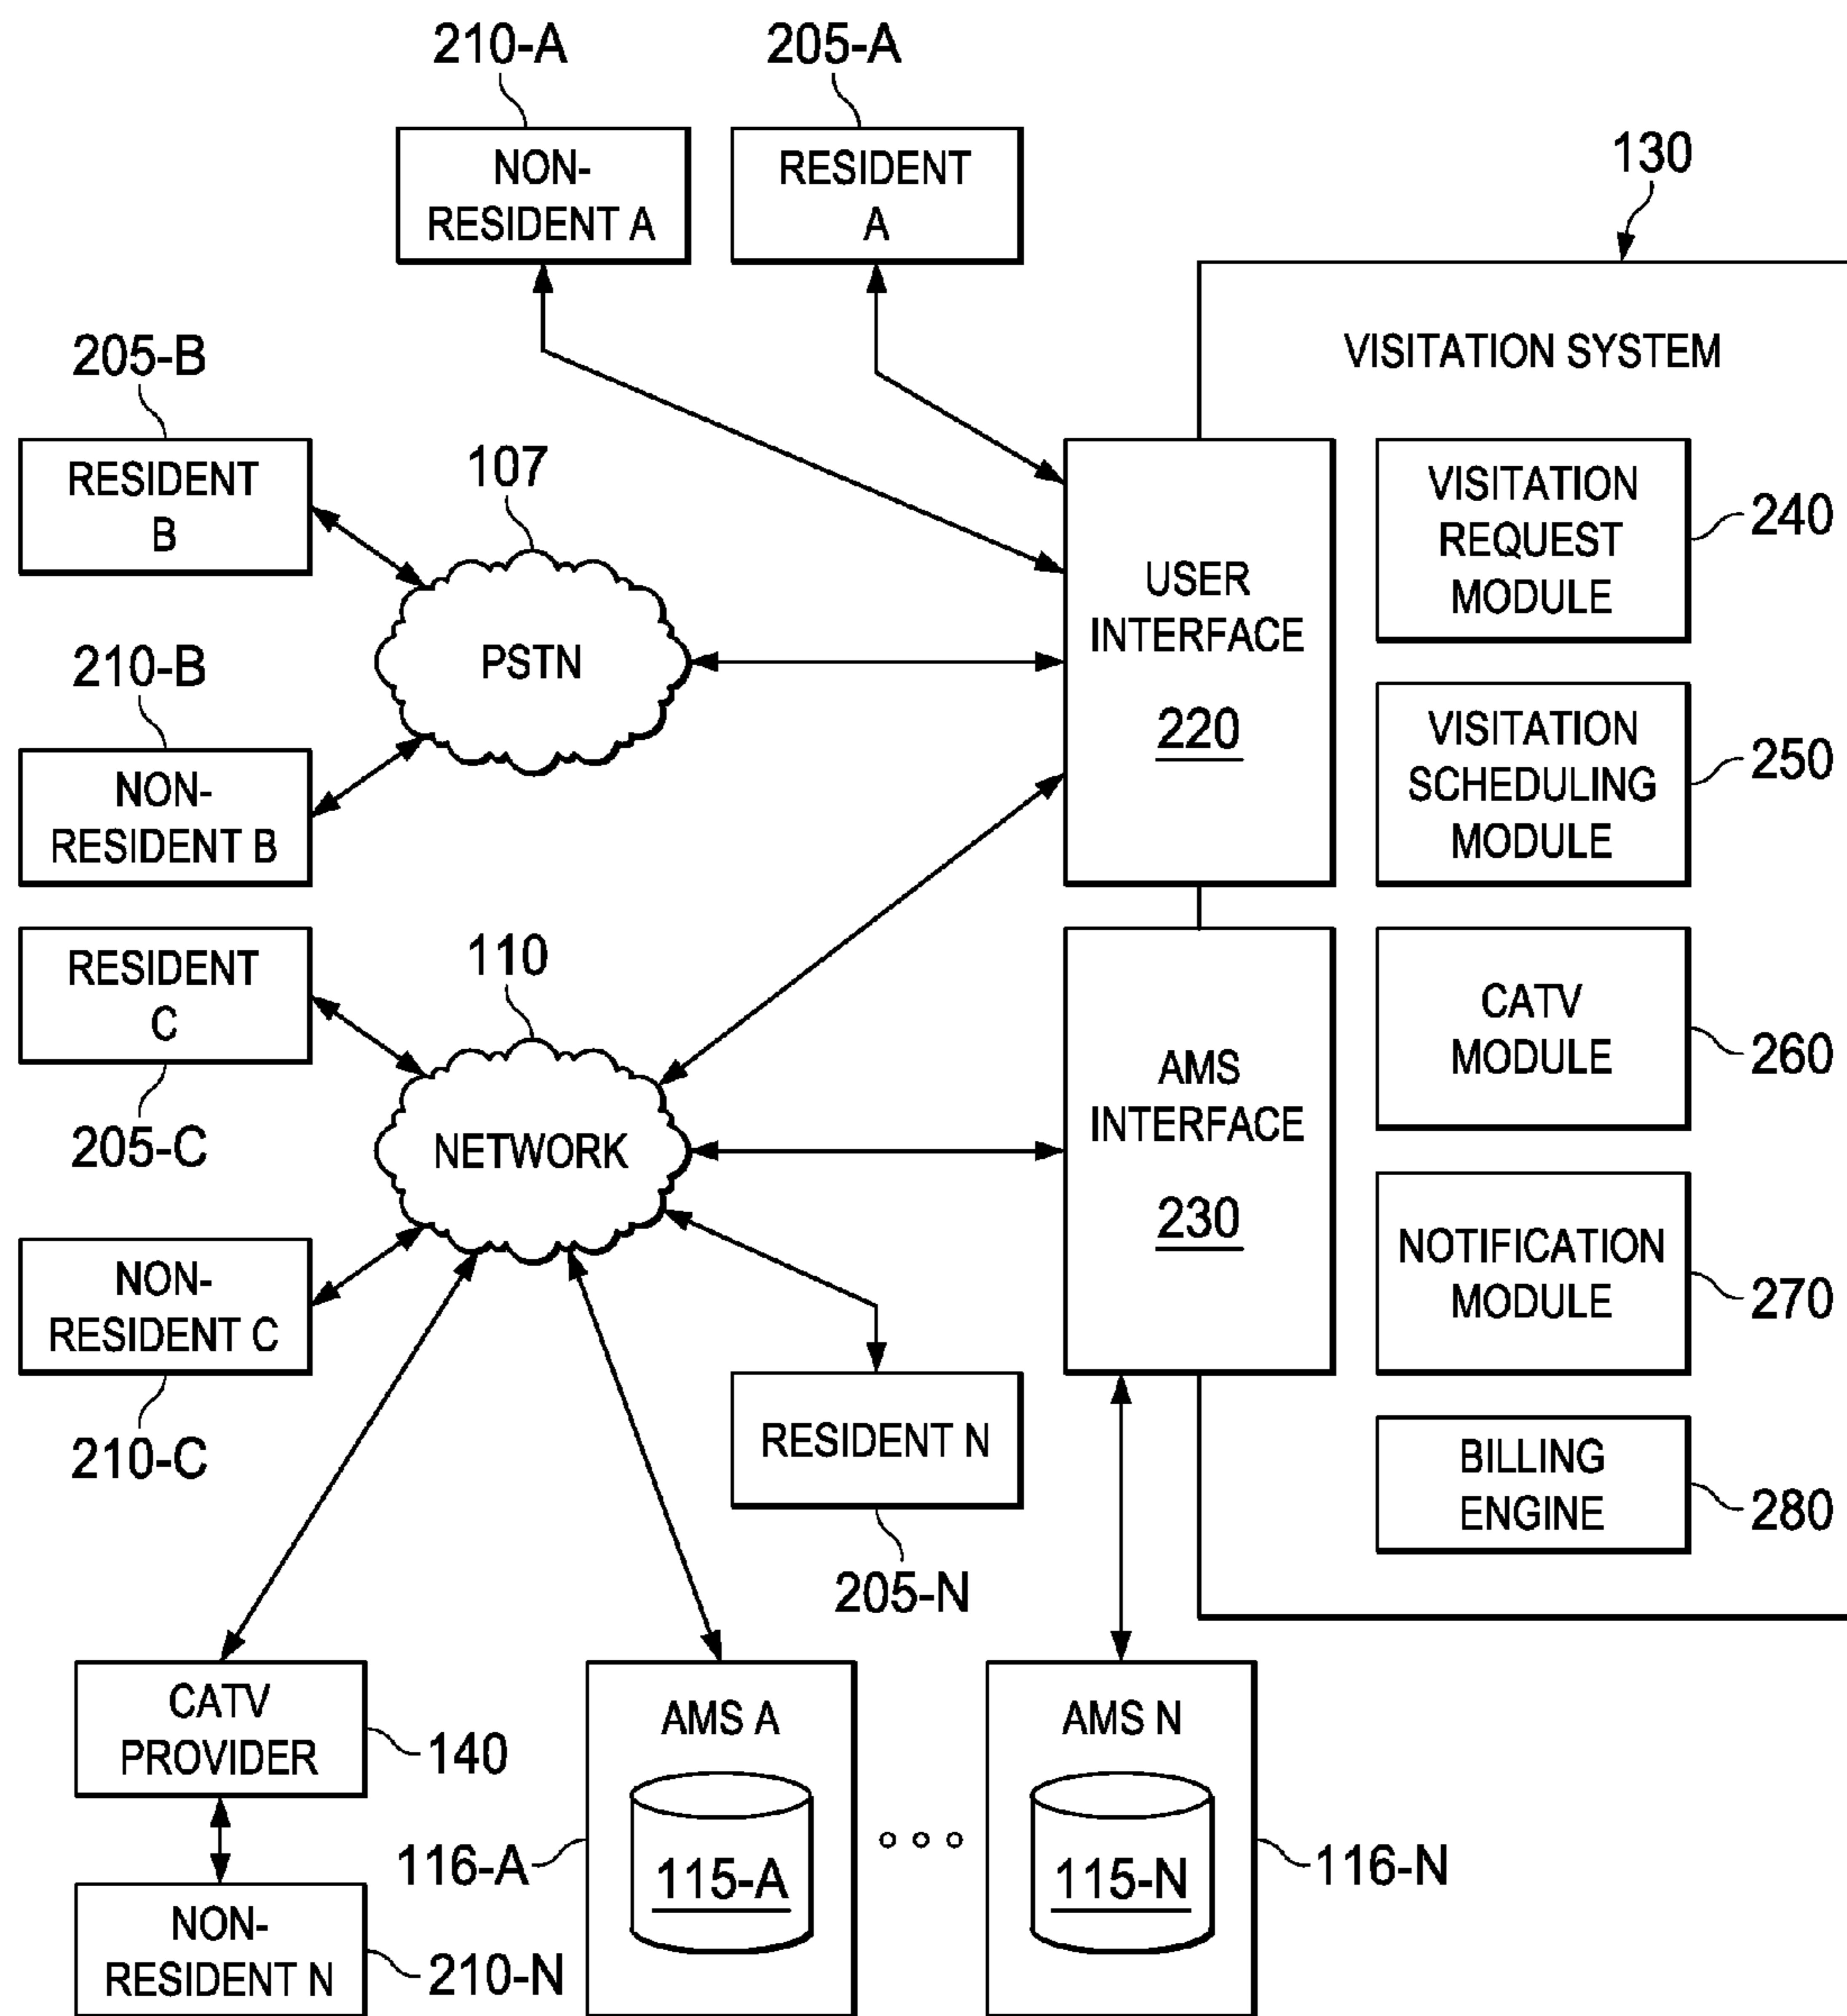 210-A
205-A
NON-
RESIDENT A
RESIDENT
A
130
VISITATION SYSTEM
205-B
RESIDENT
B
107
PSTN
210-B
NON-
RESIDENT B
USER
INTERFACE
220
VISITATION
REQUEST
MODULE
240
VISITATION
SCHEDULING
MODULE
250
RESIDENT
C
205-C
110
NETWORK
NON-
RESIDENT C
210-C
AMS
INTERFACE
230
CATV
MODULE
260
NOTIFICATION
MODULE
270
RESIDENT N
205-N
BILLING
ENGINE
280
CATV
PROVIDER
140
NON-
RESIDENT N
210-N
AMS A
115-A
116-A
AMS N
115-N
116-N